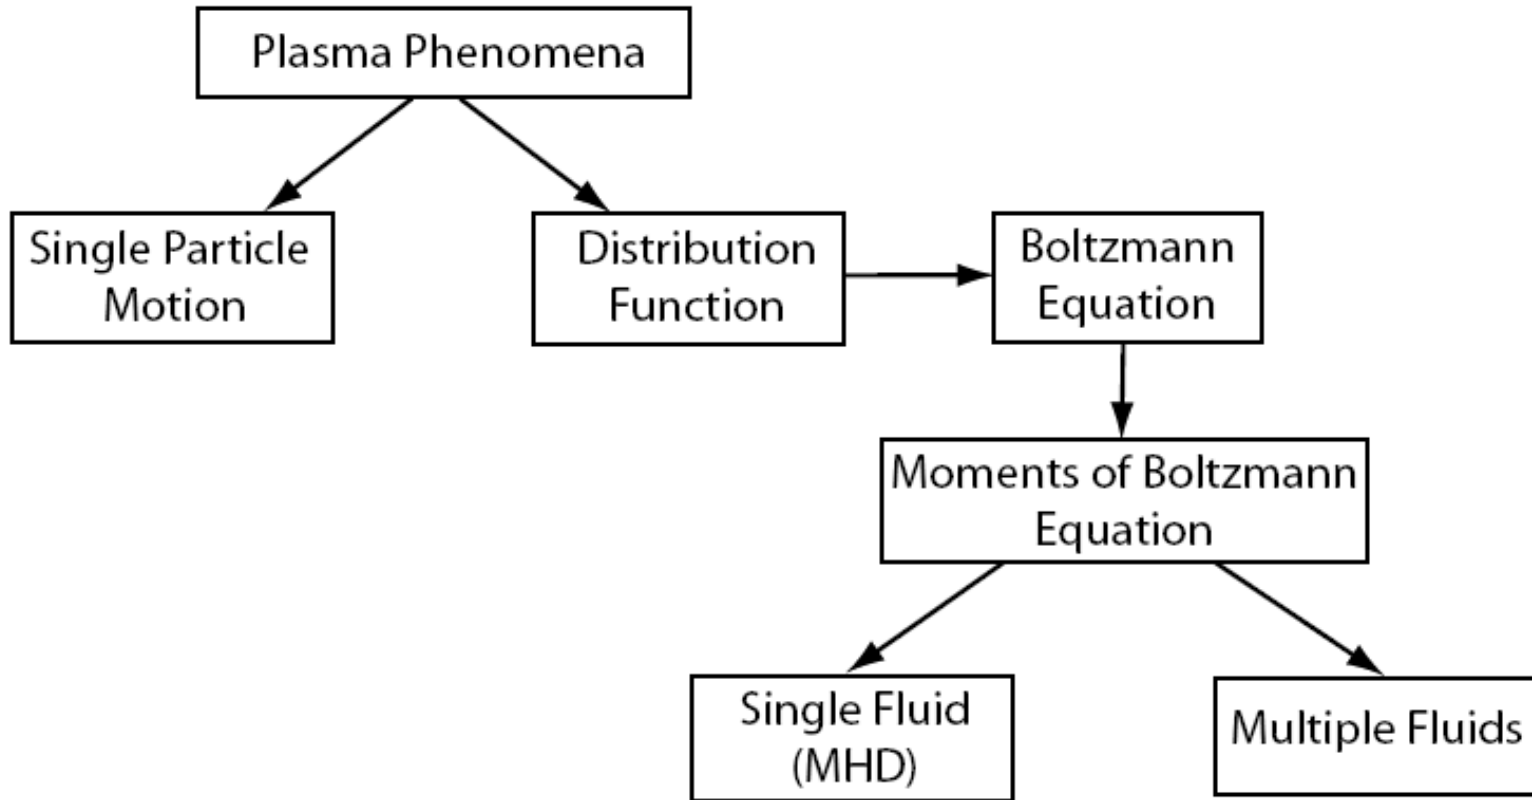 Plasma Phenomena
Single Particle
Motion
Distribution
Function
Boltzmann
Equation
Moments of Boltzmann
Equation
Single Fluid
(MHD)
Multiple Fluids